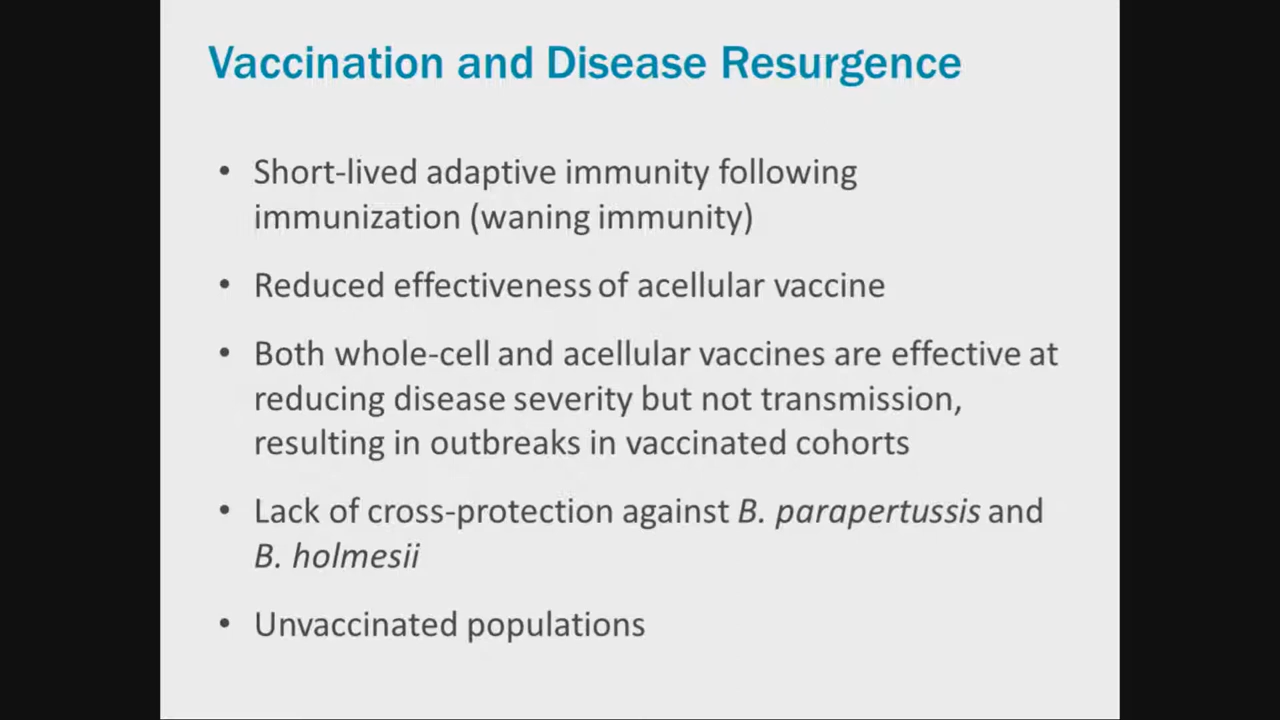 Vaccination and Disease Resurgence
• Short-lived adaptive immunity following
immunization (waning immunity)
• Reduced effectiveness of acellular vaccine
• Both whole-cell and acellular vaccines are effective at
reducing disease severity but not transmission,
resulting in outbreaks in vaccinated cohorts
• Lack of cross-protection against B. parapertussis and
B. holmesii
• Unvaccinated populations